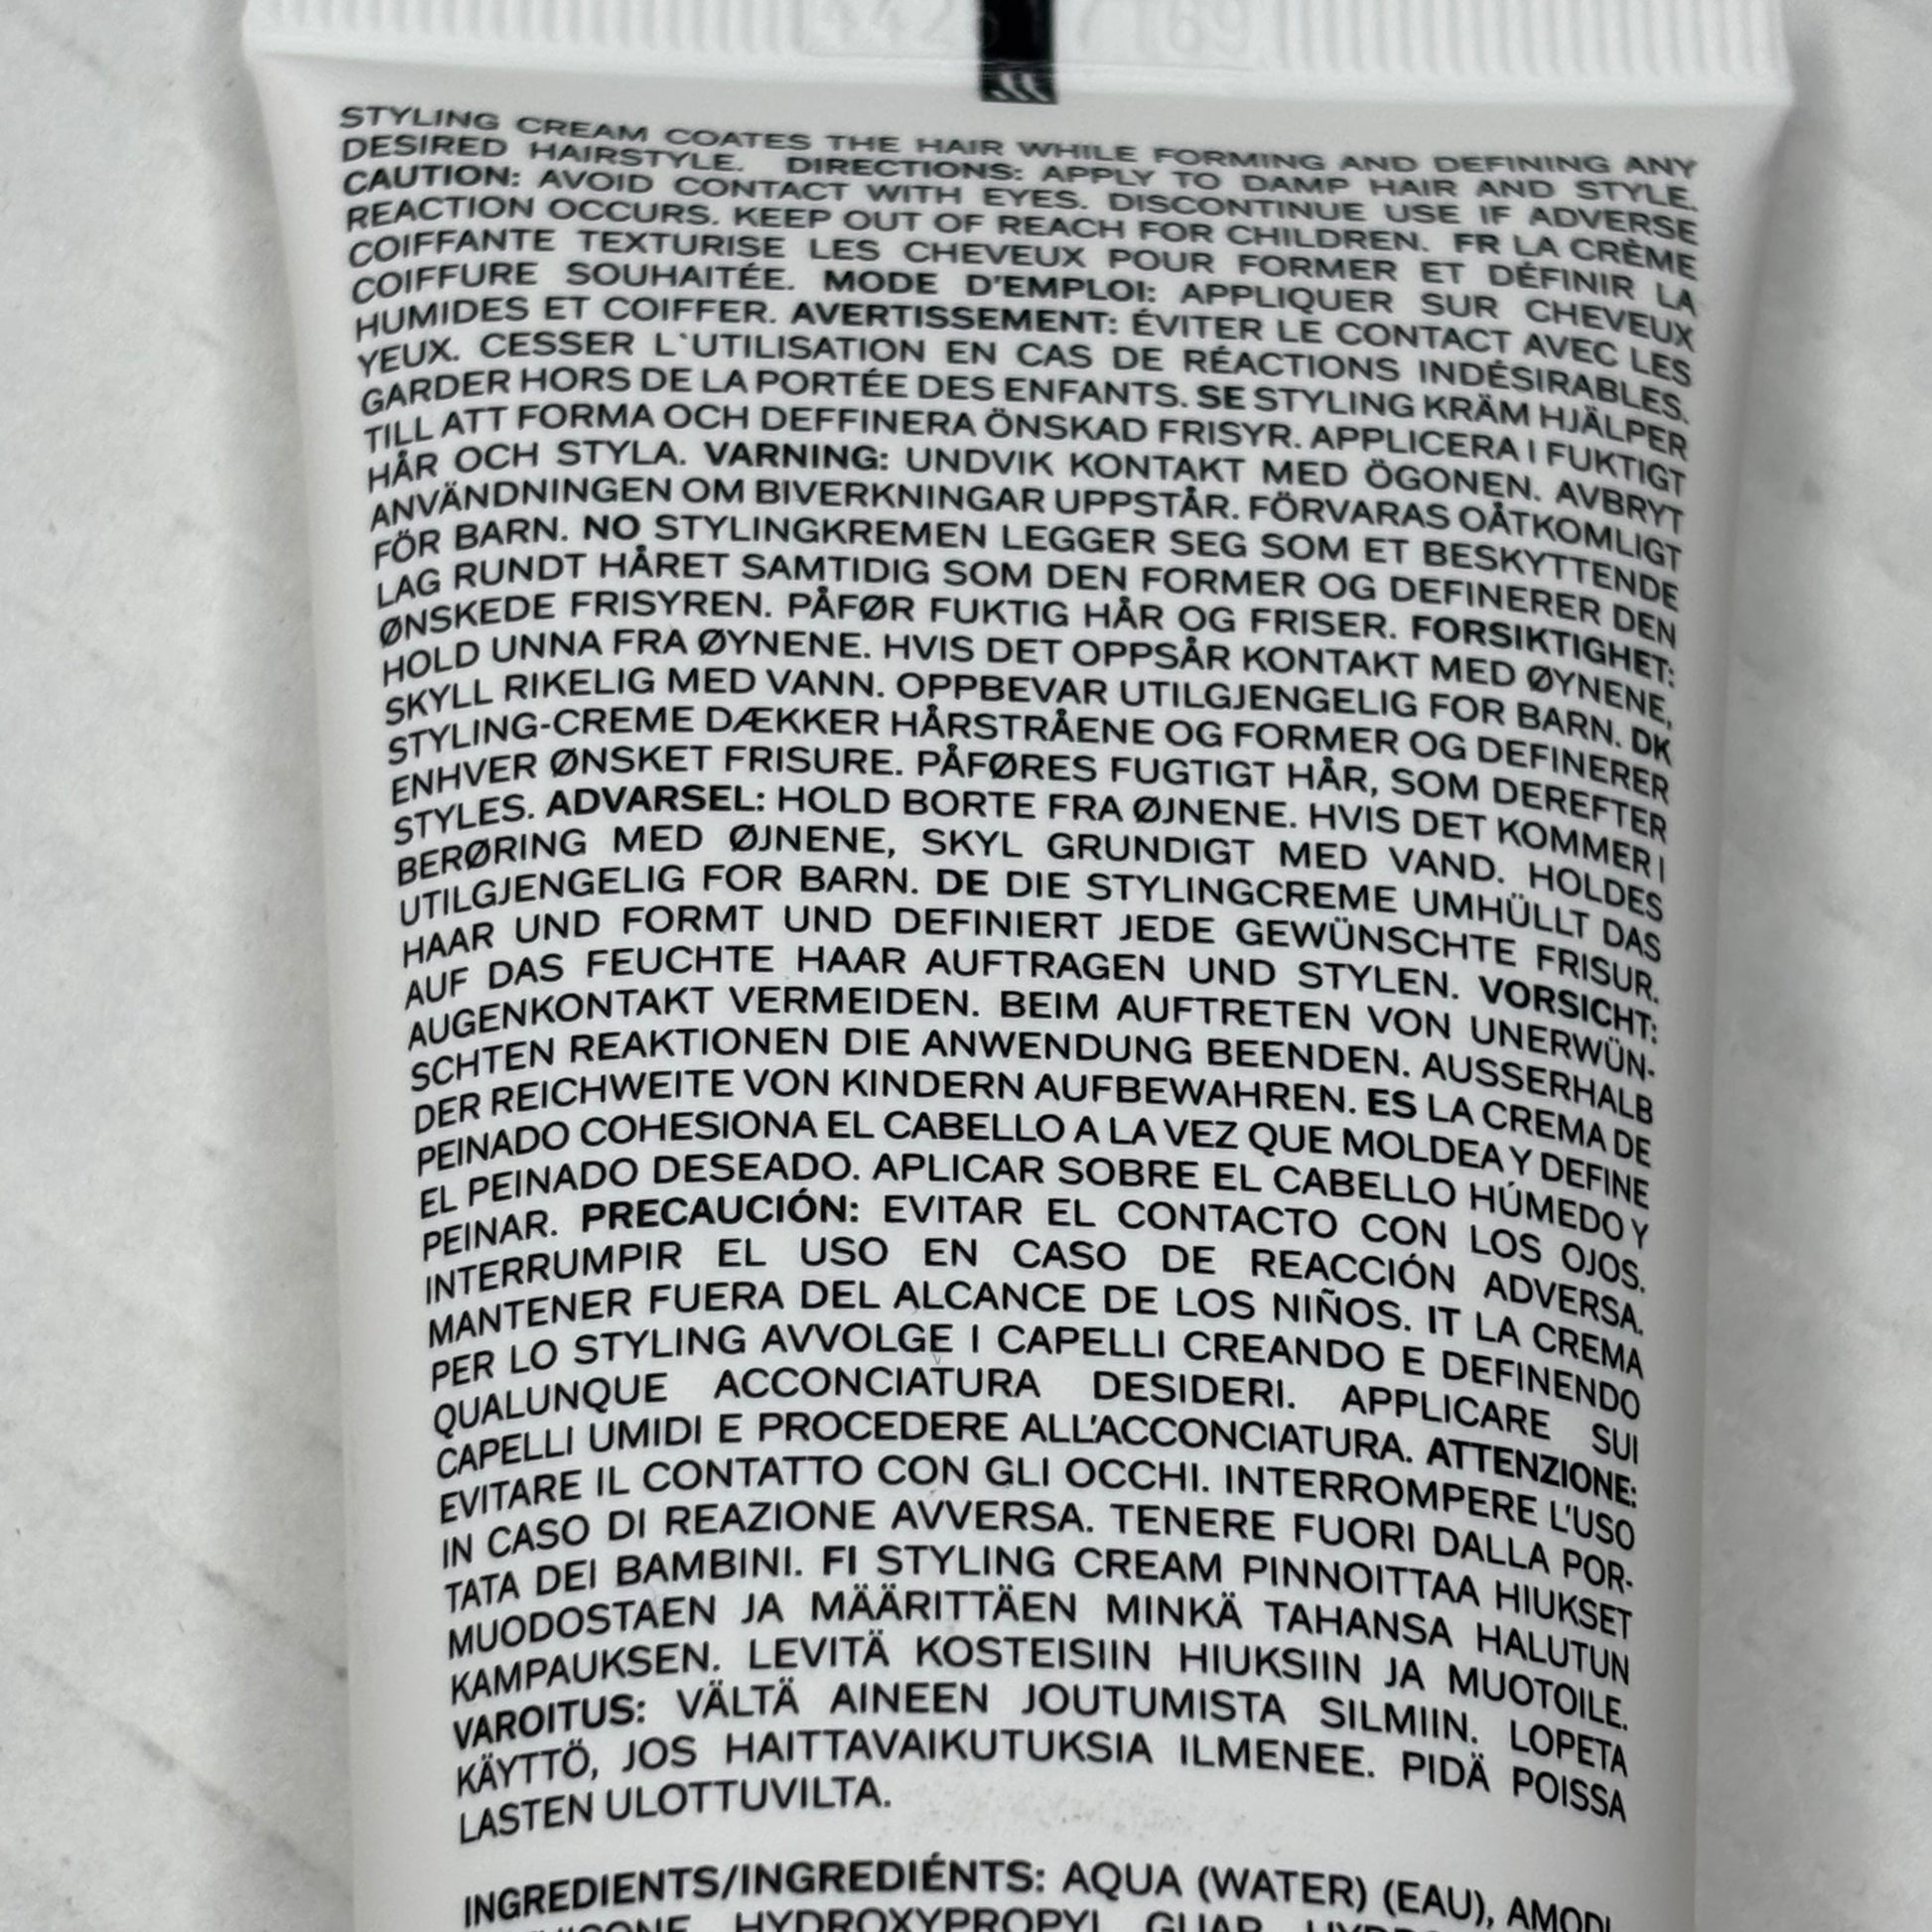 STYLING CREAM COATES THE HAIR WHILE FORMING AND DEFINING ANY
DESIRED HAIRSTYLE. DIRECTIONS: APPLY TO DAMP HAIR AND STYLE.
CAUTION: AVOID CONTACT WITH EYES. DISCONTINUE USE IF ADVERSE
REACTION OCCURS. KEEP OUT OF REACH FOR CHILDREN. FR LA CRÈME
COIFFANTE TEXTURISE LES CHEVEUX POUR FORMER ET DÉFINIR LA
COIFFURE SOUHAITÉE. MODE D'EMPLOI: APPLIQUER SUR CHEVEUX
HUMIDES ET COIFFER. AVERTISSEMENT: ÉVITER LE CONTACT AVEC LES
YEUX. CESSER L`UTILISATION EN CAS DE RÉACTIONS INDÉSIRABLES.
GARDER HORS DE LA PORTÉE DES ENFANTS. SE STYLING KRÄM HJÄLPER
TILL ATT FORMA OCH DEFFINERA ÖNSKAD FRISYR. APPLICERA I FUKTIGT
HÅR OCH STYLA. VARNING: UNDVIK KONTAKT MED ÖGONEN. AVBRYT
ANVÄNDNINGEN OM BIVERKNINGAR UPPSTÅR. FÖRVARAS OÅTKOMLIGT
FÖR BARN. NO STYLINGKREMEN LEGGER SEG SOM ET BESKYTTENDE
LAG RUNDT HÅRET SAMTIDIG SOM DEN FORMER OG DEFINERER DEN
ØNSKEDE FRISYREN. PÅFØR FUKTIG HÅR OG FRISER. FORSIKTIGHET:
HOLD UNNA FRA ØYNENE. HVIS DET OPPSÅR KONTAKT MED ØYNENE,
SKYLL RIKELIG MED VANN. OPPBEVAR UTILGJENGELIG FOR BARN. DK
STYLING-CREME DÆKKER HÅRSTRÅENE OG FORMER OG DEFINERER
ENHVER ØNSKET FRISURE. PÅFØRES FUGTIGT HÅR, SOM DEREFTER
STYLES. ADVARSEL: HOLD BORTE FRA ØJNENE. HVIS DET KOMMER I
BERØRING MED ØJNENE, SKYL GRUNDIGT MED VAND. HOLDES
UTILGJENGELIG FOR BARN. DE DIE STYLINGCREME UMHÜLLT DAS
HAAR UND FORMT UND DEFINIERT JEDE GEWÜNSCHTE FRISUR.
AUF DAS FEUCHTE HAAR AUFTRAGEN UND STYLEN. VORSICHT:
AUGENKONTAKT VERMEIDEN. BEIM AUFTRETEN VON UNERWÜN-
SCHTEN REAKTIONEN DIE ANWENDUNG BEENDEN. AUSSERHALB
DER REICHWEITE VON KINDERN AUFBEWAHREN. ES LA CREMA DE
PEINADO COHESIONA EL CABELLO A LA VEZ QUE MOLDEA Y DEFINE
EL PEINADO DESEADO. APLICAR SOBRE EL CABELLO HÚMEDO Y
PEINAR. PRECAUCIÓN: EVITAR EL CONTACTO CON LOS OJOS.
INTERRUMPIR EL USO EN CASO DE REACCIÓN ADVERSA.
MANTENER FUERA DEL ALCANCE DE LOS NIÑOS. IT LA CREMA
PER LO STYLING AVVOLGE I CAPELLI CREANDO E DEFINENDO
QUALUNQUE ACCONCIATURA DESIDERI. APPLICARE SUI
CAPELLI UMIDI E PROCEDERE ALL'ACCONCIATURA. ATTENZIONE:
EVITARE IL CONTATTO CON GLI OCCHI. INTERROMPERE L'USO
IN CASO DI REAZIONE AVVERSA. TENERE FUORI DALLA POR-
TATA DEI BAMBINI. FI STYLING CREAM PINNOITTAA HIUKSET
MUODOSTAEN JA MÄÄRITTÄEN MINKÄ TAHANSA HALUTUN
KAMPAUKSEN. LEVITÄ KOSTEISIIN HIUKSIIN JA MUOTOILE.
VAROITUS: VÄLTÄ AINEEN JOUTUMISTA SILMIIN. LOPETA
KÄYTTÖ, JOS HAITTAVAIKUTUKSIA ILMENEE. PIDÄ POISSA
LASTEN ULOTTUVILTA.
INGREDIENTS/INGREDIÉNTS: AQUA (WATER) (EAU), AMODI
HYDROXYPROPYL GUAR